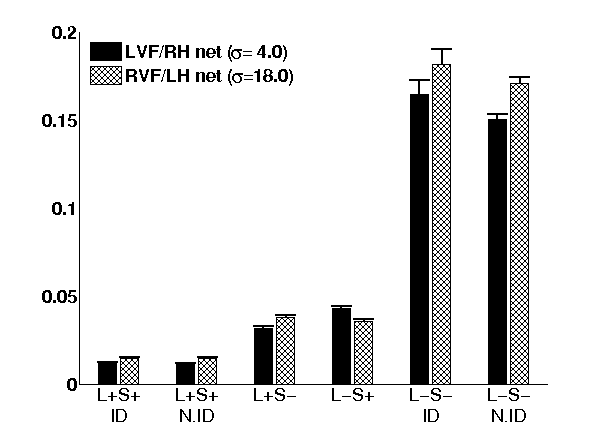 0.2
LVF/RH net (σ= 4.0)
RVF/LH net (σ=18.0)
0.15
0.1
0.05
0
L+S+ L+S+ L+S− L−S+ L−S− L−S−
ID N.ID ID N.ID